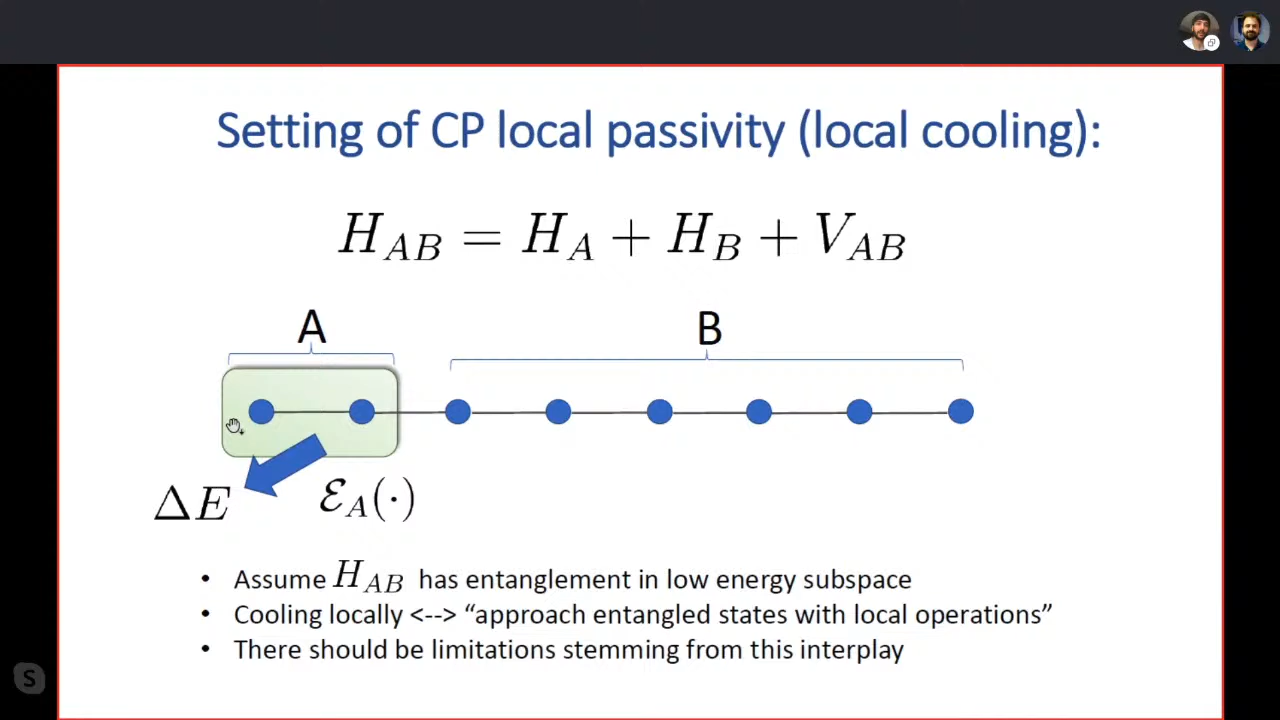 Setting of CP local passivity (local cooling):
H_{AB} = H_A + H_B + V_{AB}
A
B
ΔE
ℰ_A(·)
• Assume H_{AB} has entanglement in low energy subspace
• Cooling locally <--> “approach entangled states with local operations”
• There should be limitations stemming from this interplay
S